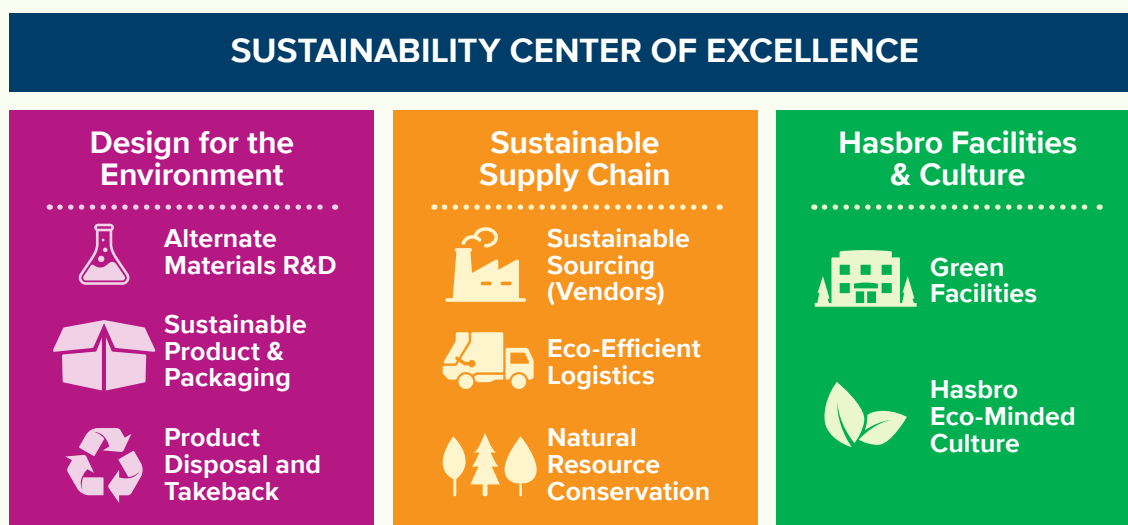 SUSTAINABILITY CENTER OF EXCELLENCE
Design for the
Environment
Alternate
Materials R&D
Sustainable
Product &
Packaging
Product
Disposal and
Takeback
Sustainable
Supply Chain
Sustainable
Sourcing
(Vendors)
Eco-Efficient
Logistics
Natural
Resource
Conservation
Hasbro Facilities
& Culture
Green
Facilities
Hasbro
Eco-Minded
Culture